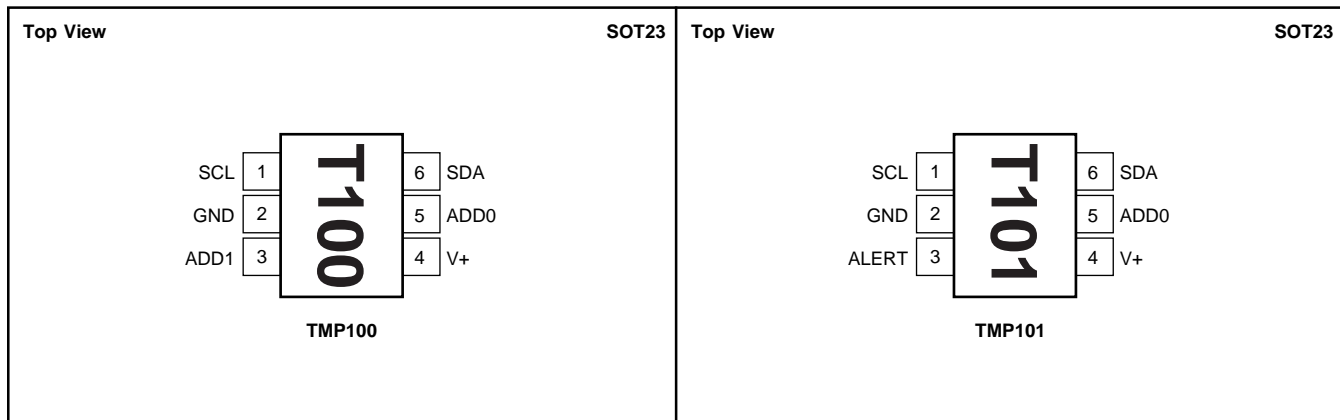 Top View SOT23
SCL 1 6 SDA
GND 2 5 ADD0
ADD1 3 4 V+
T100
TMP100
Top View SOT23
SCL 1 6 SDA
GND 2 5 ADD0
ALERT 3 4 V+
T101
TMP101